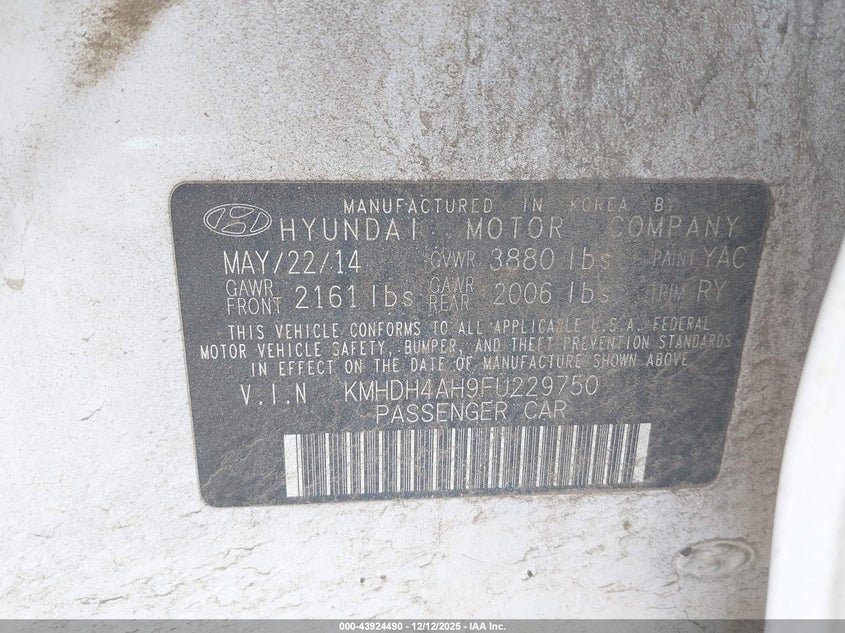 MANUFACTURED IN KOREA BY
HYUNDAI MOTOR COMPANY
MAY/22/14 GVWR 3880 lbs PAINT YAC
GAWR FRONT 2161 lbs GAWR REAR 2006 lbs TRIM RY
THIS VEHICLE CONFORMS TO ALL APPLICABLE U.S.A. FEDERAL
MOTOR VEHICLE SAFETY, BUMPER, AND THEFT PREVENTION STANDARDS
IN EFFECT ON THE DATE OF MANUFACTURE SHOWN ABOVE.
V.I.N KMHDH4AH9FU229750
PASSENGER CAR
000-43924490 - 12/12/2025 - IAA Inc.